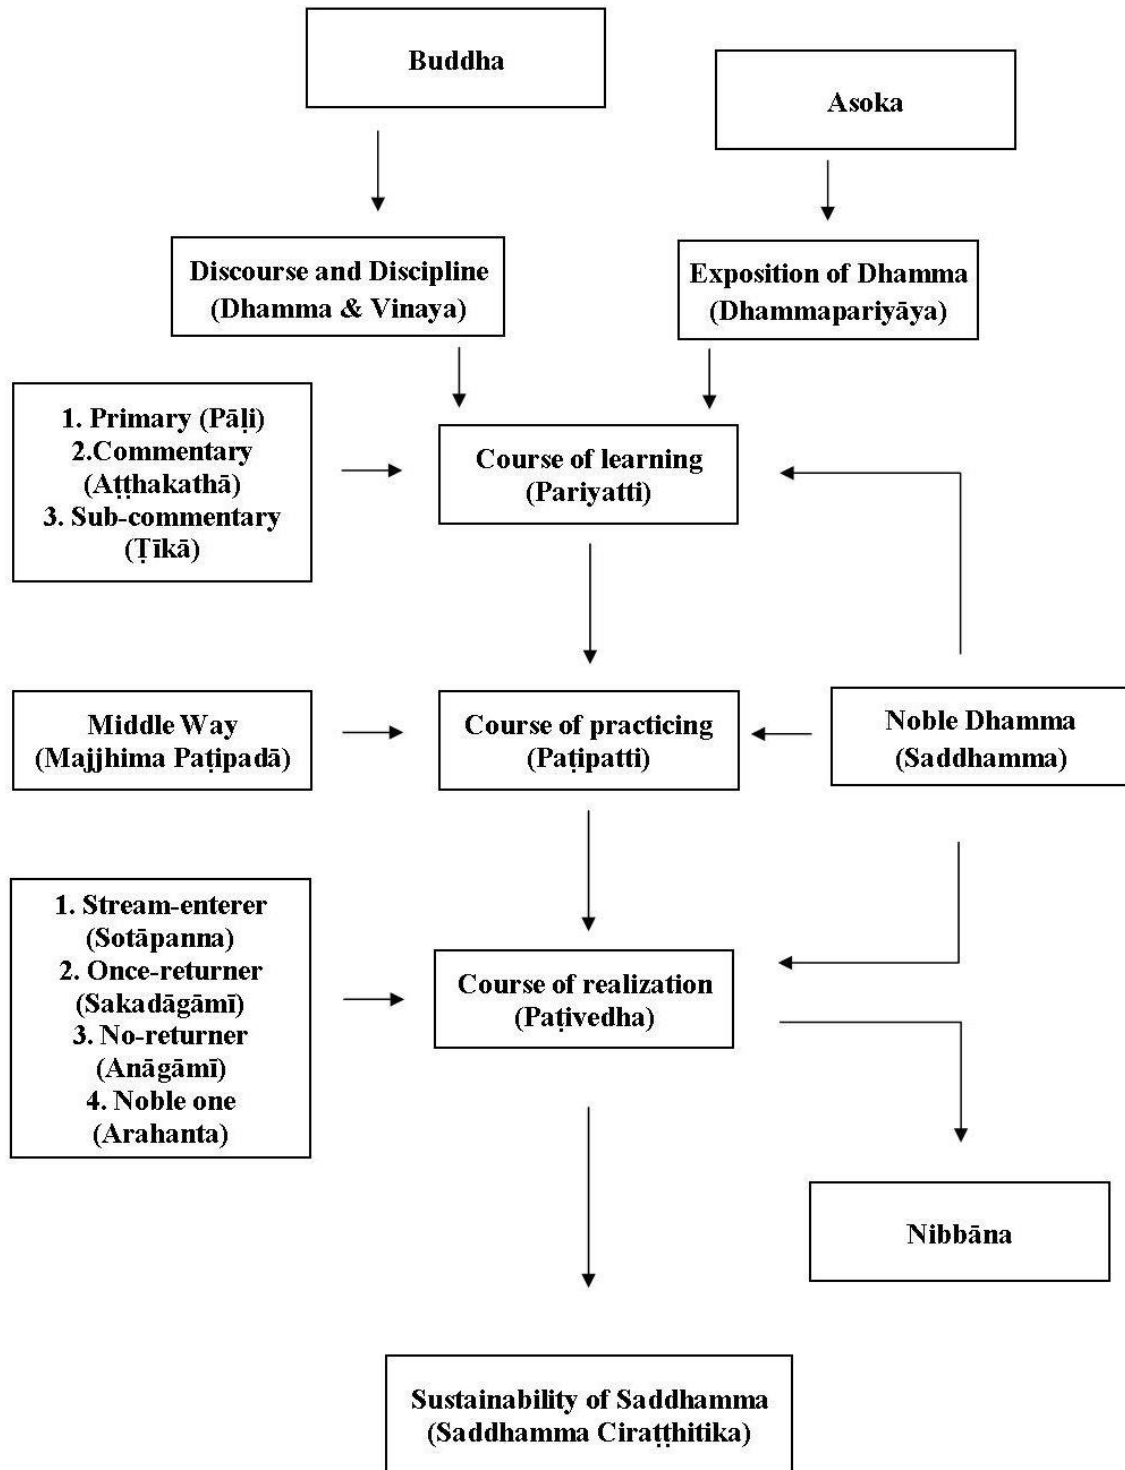 Buddha
Asoka
Discourse and Discipline
(Dhamma & Vinaya)
Exposition of Dhamma
(Dhammapariyāya)
1. Primary (Pāḷi)
2.Commentary
(Aṭṭhakathā)
3. Sub-commentary
(Ṭīkā)
Course of learning
(Pariyatti)
Middle Way
(Majjhima Paṭipadā)
Course of practicing
(Paṭipatti)
Noble Dhamma
(Saddhamma)
1. Stream-enterer
(Sotāpanna)
2. Once-returner
(Sakadāgāmī)
3. No-returner
(Anāgāmī)
4. Noble one
(Arahanta)
Course of realization
(Paṭivedha)
Nibbāna
Sustainability of Saddhamma
(Saddhamma Ciraṭṭhitika)